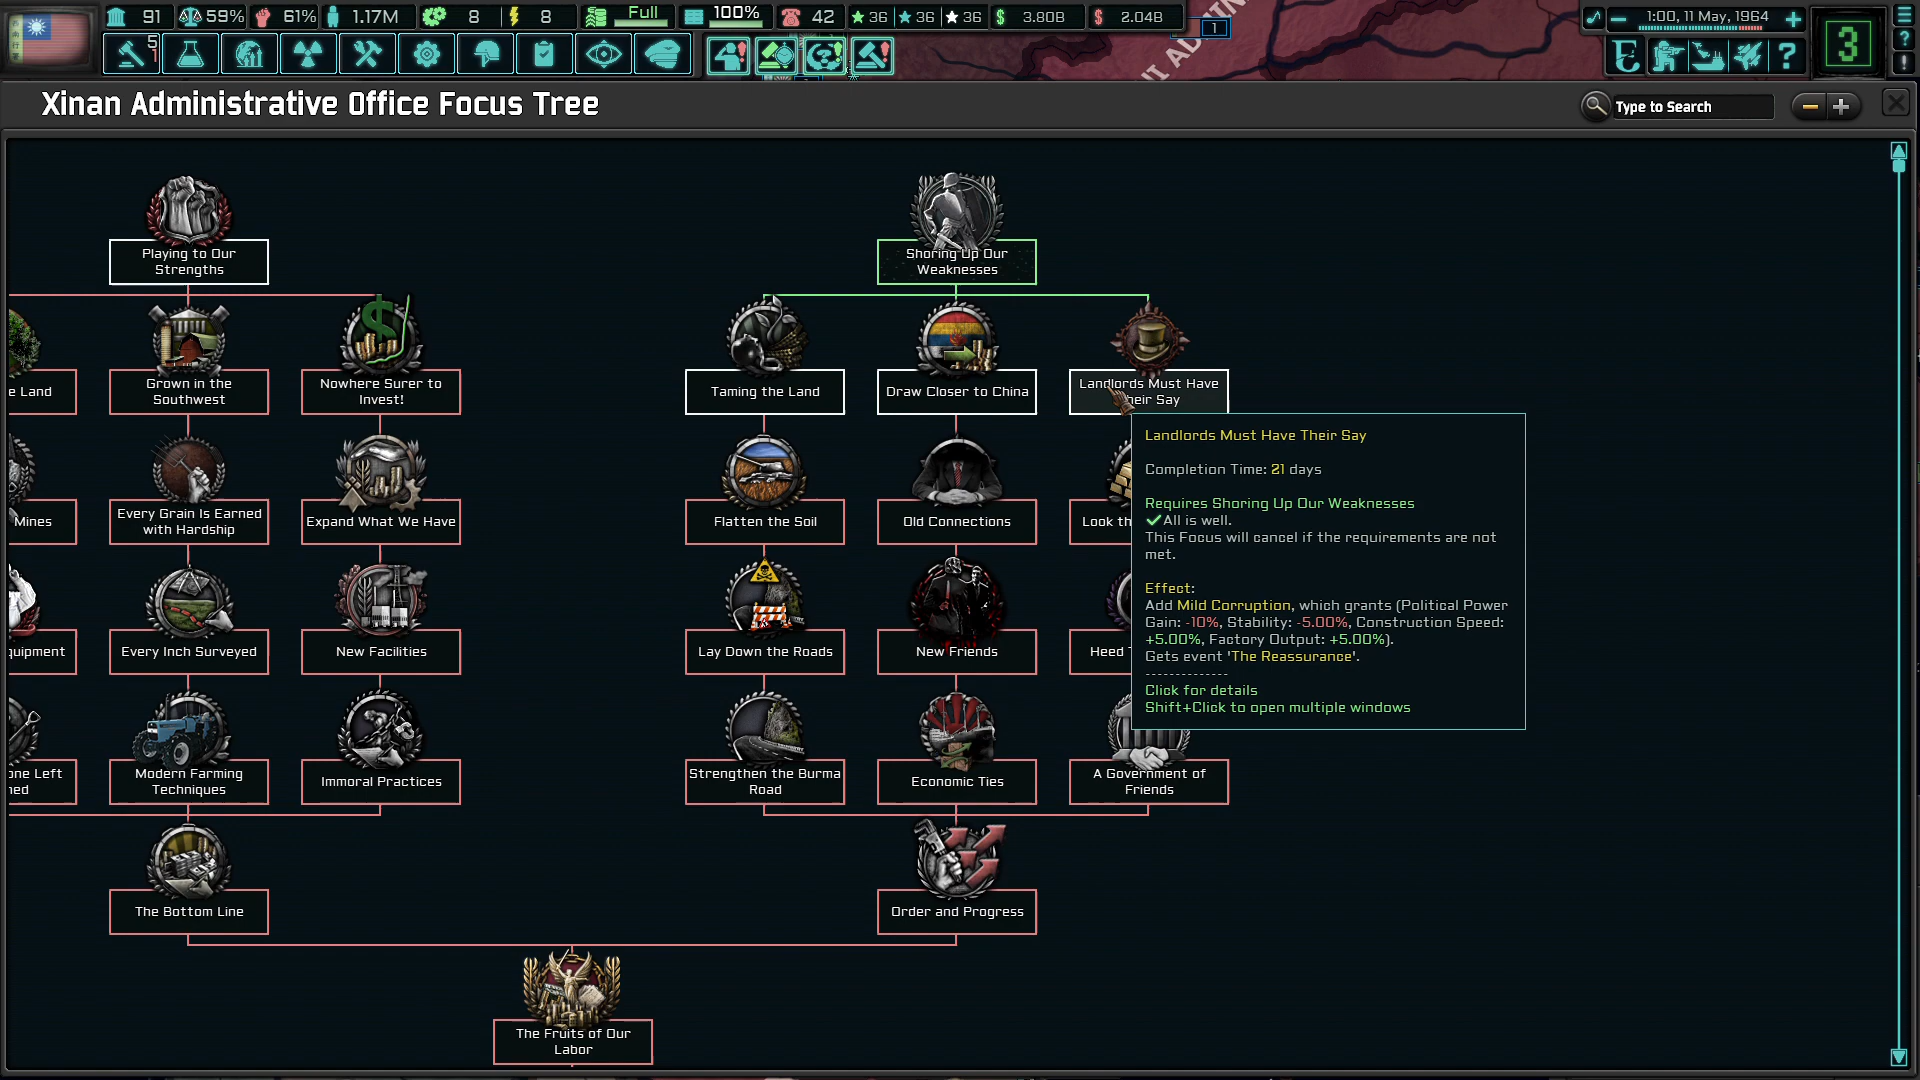 91 59% 61% 1.17M 8 8 Full 100% 42 36 36 36 3.80B 2.04B
1
1:00, 11 May, 1964
3
5
Xinan Administrative Office Focus Tree
Type to Search
Playing to Our
Strengths
Shoring Up Our
Weaknesses
e Land
Grown in the
Southwest
Nowhere Surer to
Invest!
Taming the Land
Draw Closer to China
Landlords Must Have
heir Say
Landlords Must Have Their Say
Completion Time: 21 days
Requires Shoring Up Our Weaknesses
All is well.
This Focus will cancel if the requirements are not
met.
Effect:
Add Mild Corruption, which grants (Political Power
Gain: -10%, Stability: -5.00%, Construction Speed:
+5.00%, Factory Output: +5.00%).
Gets event 'The Reassurance'.
--------------
Click for details
Shift+Click to open multiple windows
Mines
Every Grain Is Earned
with Hardship
Expand What We Have
Flatten the Soil
Old Connections
Look th
quipment
Every Inch Surveyed
New Facilities
Lay Down the Roads
New Friends
Heed T
one Left
ned
Modern Farming
Techniques
Immoral Practices
Strengthen the Burma
Road
Economic Ties
A Government of
Friends
The Bottom Line
Order and Progress
The Fruits of Our
Labor